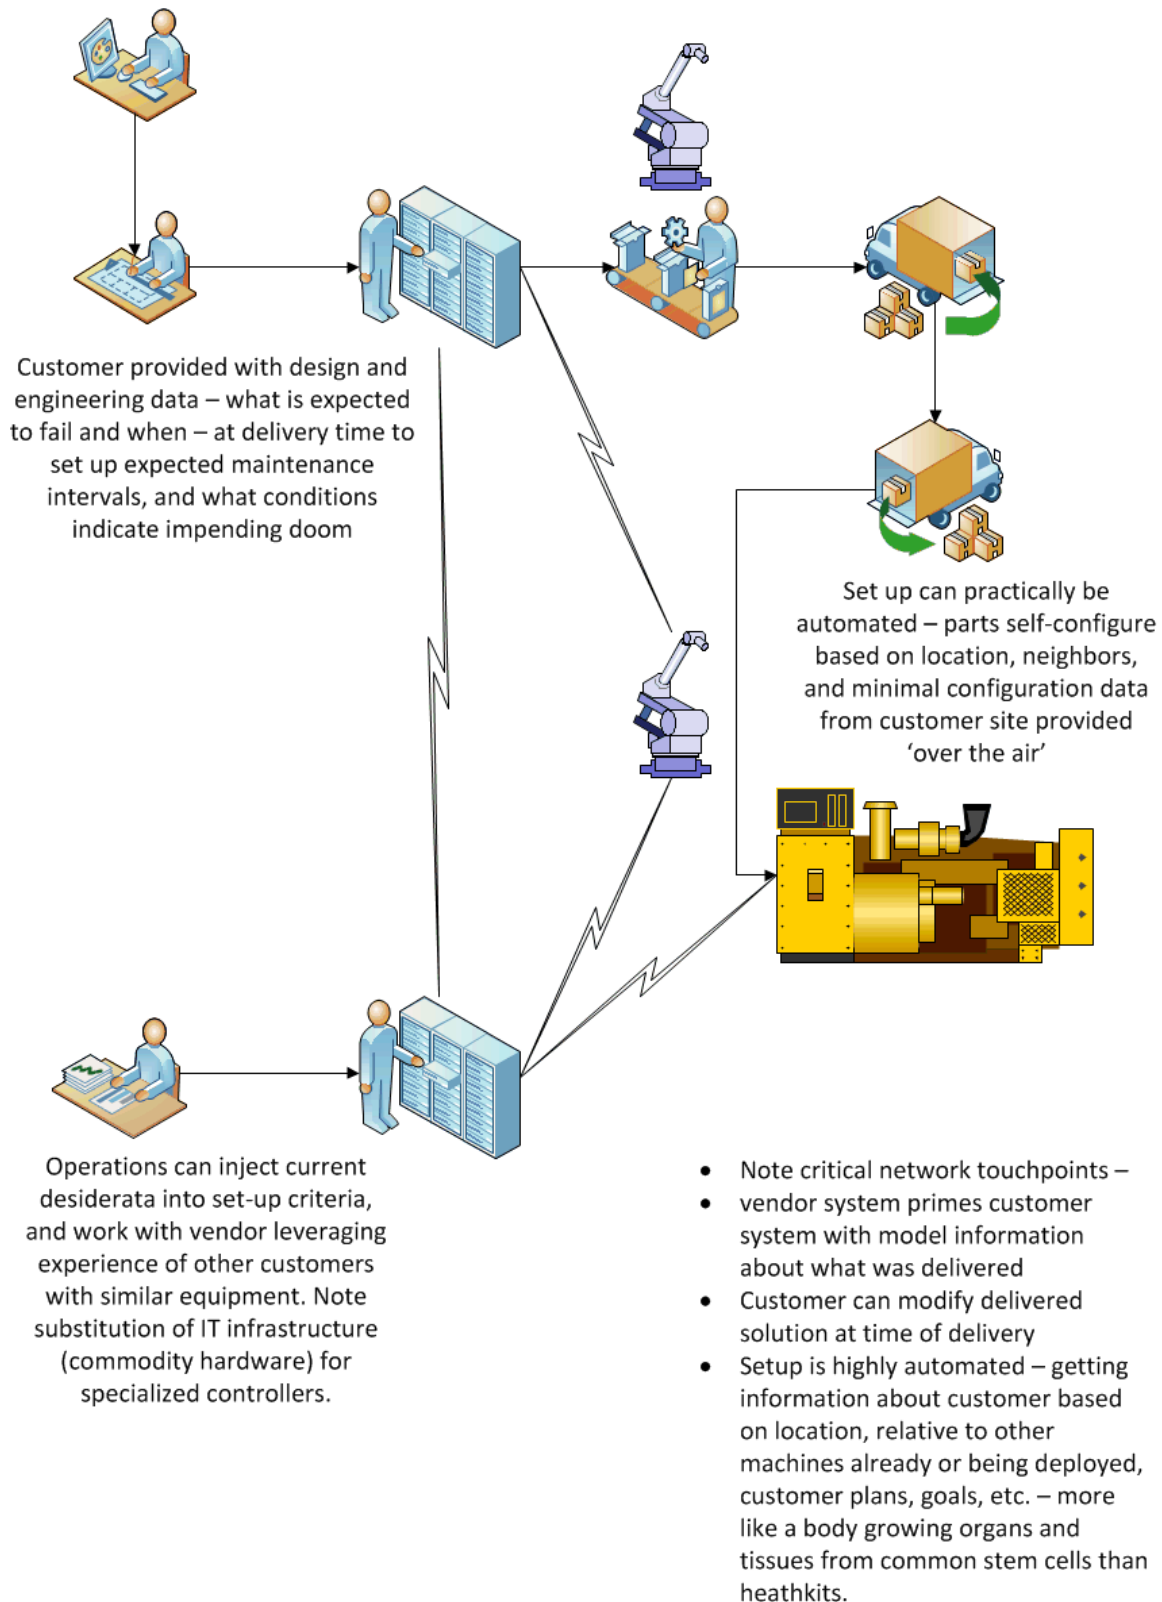 Customer provided with design and
engineering data – what is expected
to fail and when – at delivery time to
set up expected maintenance
intervals, and what conditions
indicate impending doom
Set up can practically be
automated – parts self-configure
based on location, neighbors,
and minimal configuration data
from customer site provided
‘over the air’
Operations can inject current
desiderata into set-up criteria,
and work with vendor leveraging
experience of other customers
with similar equipment. Note
substitution of IT infrastructure
(commodity hardware) for
specialized controllers.
• Note critical network touchpoints –
• vendor system primes customer
system with model information
about what was delivered
• Customer can modify delivered
solution at time of delivery
• Setup is highly automated – getting
information about customer based
on location, relative to other
machines already or being deployed,
customer plans, goals, etc. – more
like a body growing organs and
tissues from common stem cells than
heathkits.